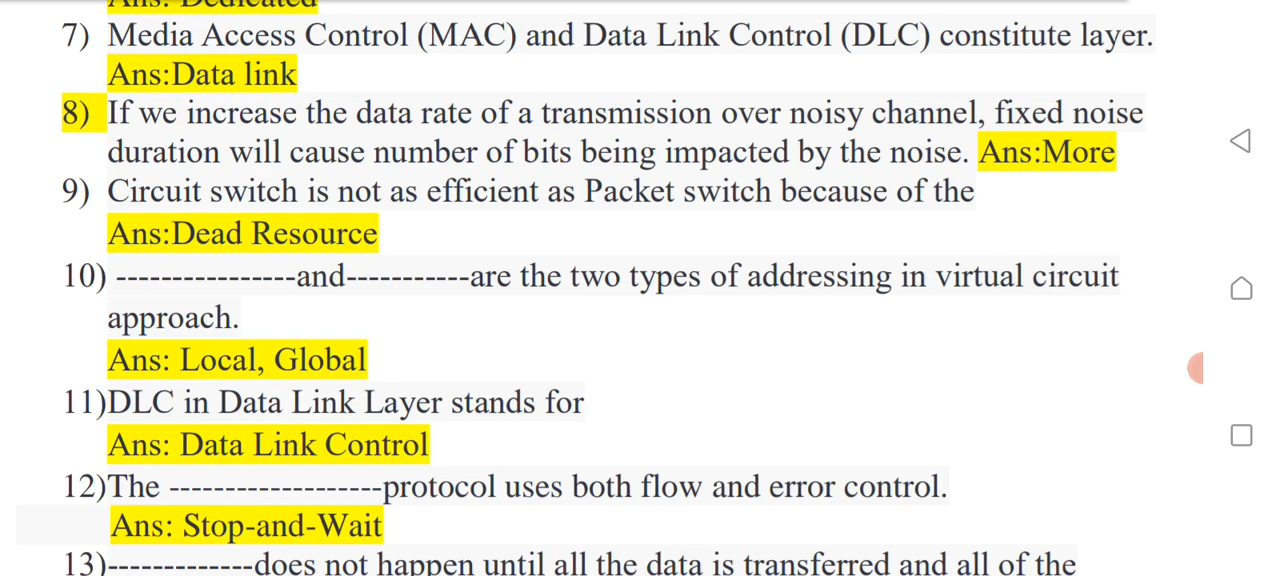 Ans: Dedicated
7) Media Access Control (MAC) and Data Link Control (DLC) constitute layer.
Ans:Data link
8) If we increase the data rate of a transmission over noisy channel, fixed noise
duration will cause number of bits being impacted by the noise. Ans:More
9) Circuit switch is not as efficient as Packet switch because of the
Ans:Dead Resource
10) ----------------and-----------are the two types of addressing in virtual circuit
approach.
Ans: Local, Global
11)DLC in Data Link Layer stands for
Ans: Data Link Control
12)The -------------------protocol uses both flow and error control.
Ans: Stop-and-Wait
13)-------------does not happen until all the data is transferred and all of the